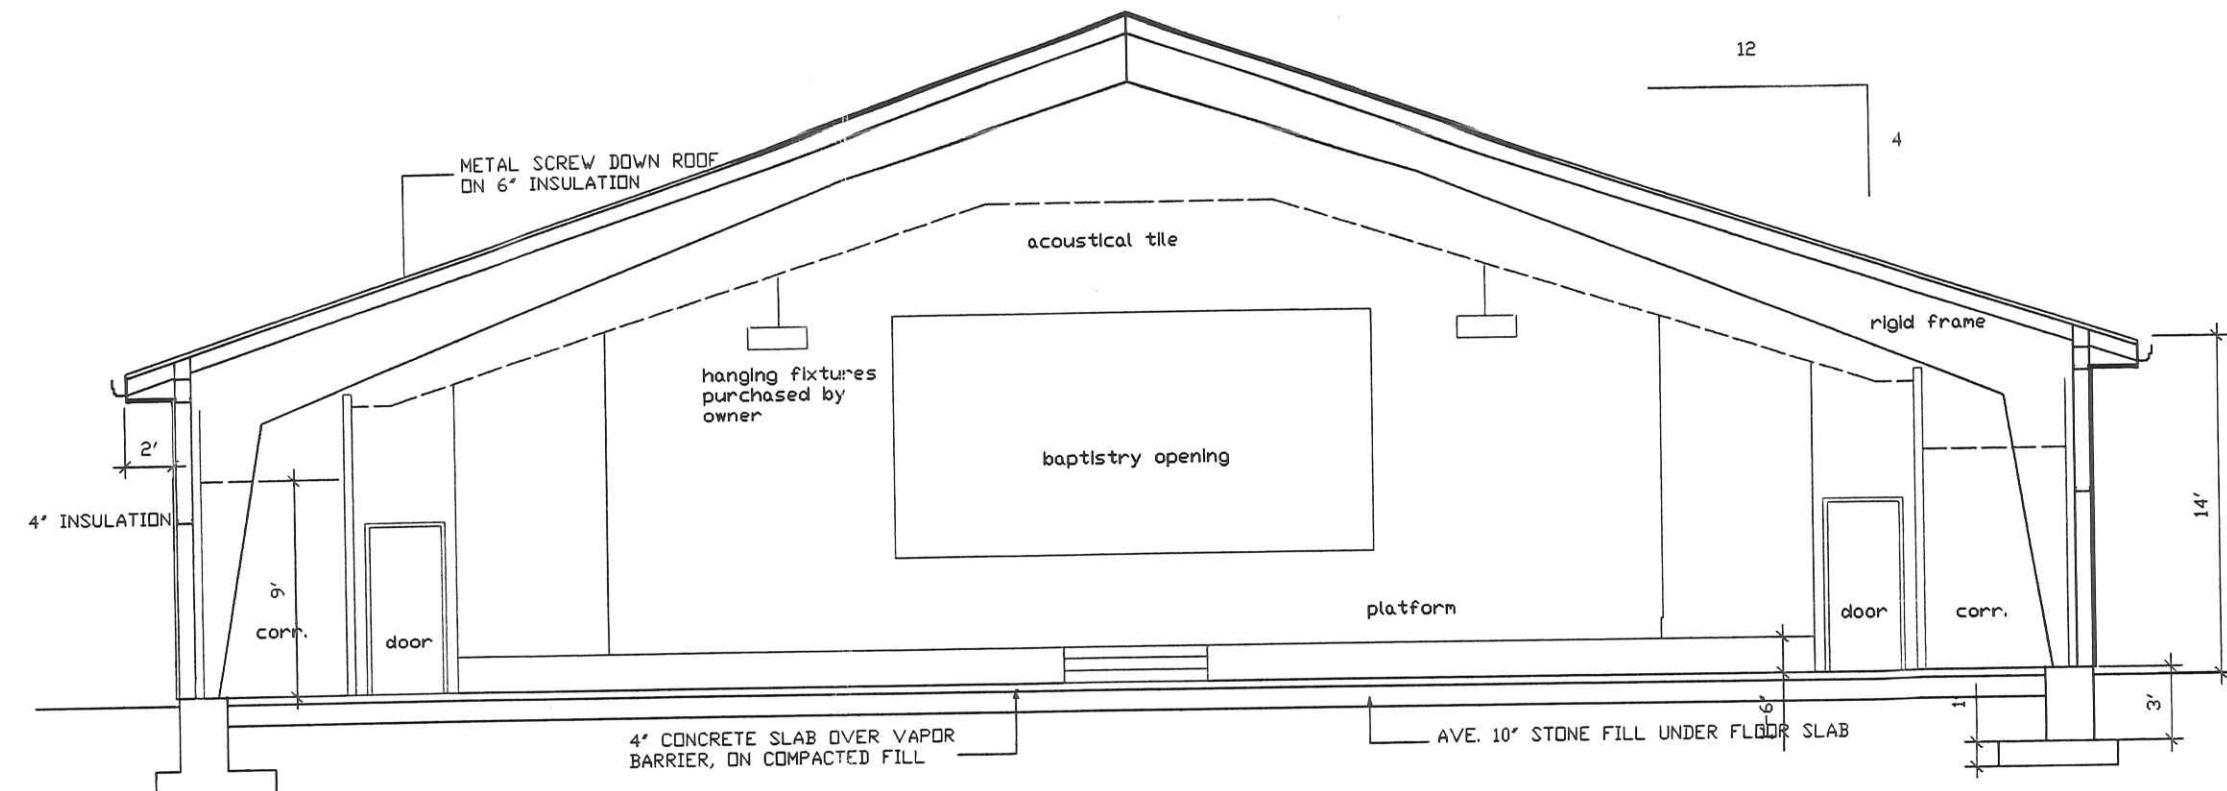 12
4
METAL SCREW DOWN ROOF
ON 6" INSULATION
acoustical tile
rigid frame
hanging fixtures
purchased by
owner
2'
baptistry opening
14'
4" INSULATION
9'
corr.
door
platform
door
corr.
1'
3'
4" CONCRETE SLAB OVER VAPOR
BARRIER, ON COMPACTED FILL
AVE. 10" STONE FILL UNDER FLOOR SLAB